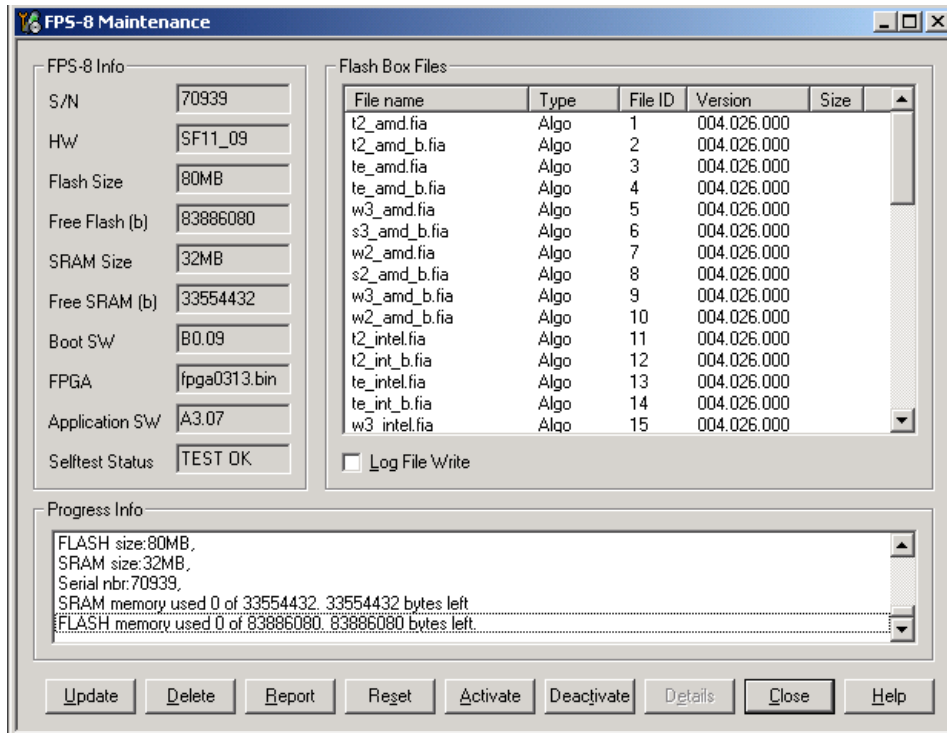 FPS-8 Maintenance
FPS-8 Info
S/N 70939
HW SF11_09
Flash Size 80MB
Free Flash (b) 83886080
SRAM Size 32MB
Free SRAM (b) 33554432
Boot SW B0.09
FPGA fpga0313.bin
Application SW A3.07
Selftest Status TEST OK
Flash Box Files
File name Type File ID Version Size
t2_amd.fia Algo 1 004.026.000
t2_amd_b.fia Algo 2 004.026.000
te_amd.fia Algo 3 004.026.000
te_amd_b.fia Algo 4 004.026.000
w3_amd.fia Algo 5 004.026.000
s3_amd_b.fia Algo 6 004.026.000
w2_amd.fia Algo 7 004.026.000
s2_amd_b.fia Algo 8 004.026.000
w3_amd_b.fia Algo 9 004.026.000
w2_amd_b.fia Algo 10 004.026.000
t2_intel.fia Algo 11 004.026.000
t2_int_b.fia Algo 12 004.026.000
te_intel.fia Algo 13 004.026.000
te_int_b.fia Algo 14 004.026.000
w3_intel.fia Algo 15 004.026.000
Log File Write
Progress Info
FLASH size:80MB,
SRAM size:32MB,
Serial nbr:70939,
SRAM memory used 0 of 33554432. 33554432 bytes left
FLASH memory used 0 of 83886080. 83886080 bytes left.
Update Delete Report Reset Activate Deactivate Details Close Help